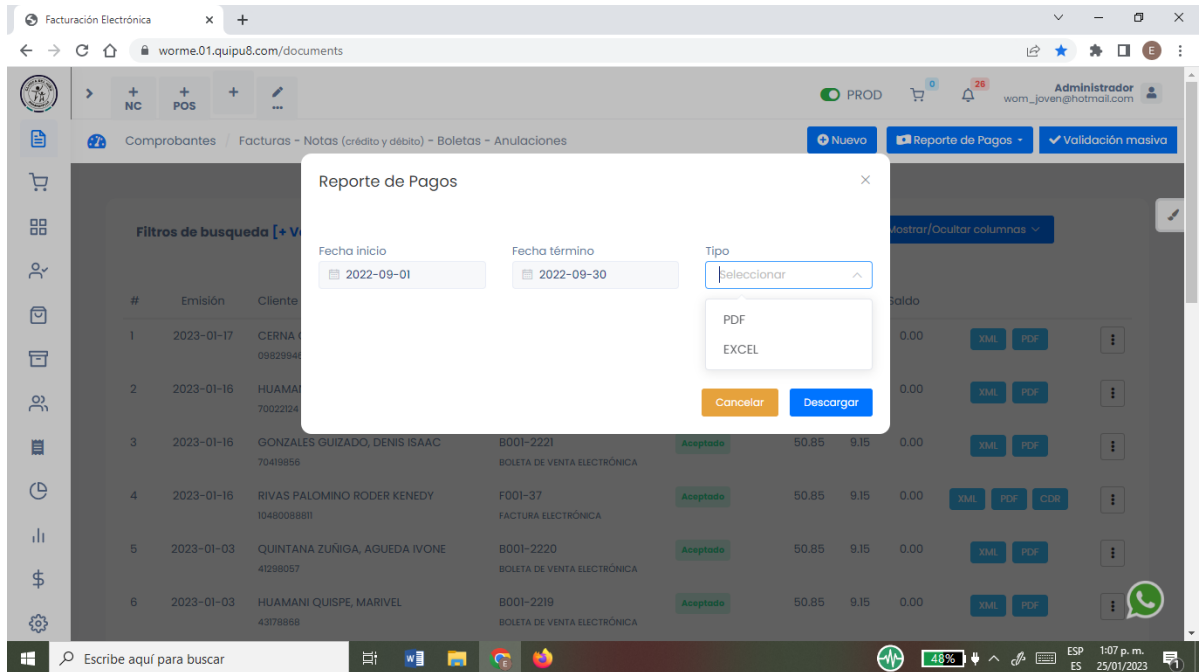 Facturación Electrónica
worme.01.quipu8.com/documents
E
+ NC
+ POS
+
...
PROD
0
26
Administrador
wom_joven@hotmail.com
Comprobantes / Facturas - Notas (crédito y débito) - Boletas - Anulaciones
Nuevo
Reporte de Pagos
Validación masiva
Reporte de Pagos
Filtros de busqueda [+ V
Mostrar/Ocultar columnas
Fecha inicio Fecha término Tipo
2022-09-01 2022-09-30 Seleccionar
PDF
EXCEL
Cancelar Descargar
# Emisión Cliente Saldo
1 2023-01-17 CERNA 0.00 XML PDF
09829948
2 2023-01-16 HUAMAN 0.00 XML PDF
70022124
3 2023-01-16 GONZALES GUIZADO, DENIS ISAAC B001-2221 Aceptado 50.85 9.15 0.00 XML PDF
70419856 BOLETA DE VENTA ELECTRÓNICA
4 2023-01-16 RIVAS PALOMINO RODER KENEDY F001-37 Aceptado 50.85 9.15 0.00 XML PDF CDR
10480088811 FACTURA ELECTRÓNICA
5 2023-01-03 QUINTANA ZUÑIGA, AGUEDA IVONE B001-2220 Aceptado 50.85 9.15 0.00 XML PDF
41298057 BOLETA DE VENTA ELECTRÓNICA
6 2023-01-03 HUAMANI QUISPE, MARIVEL B001-2219 Aceptado 50.85 9.15 0.00 XML PDF
43178868 BOLETA DE VENTA ELECTRÓNICA
Escribe aquí para buscar
48%
ESP
ES
1:07 p. m.
25/01/2023
1